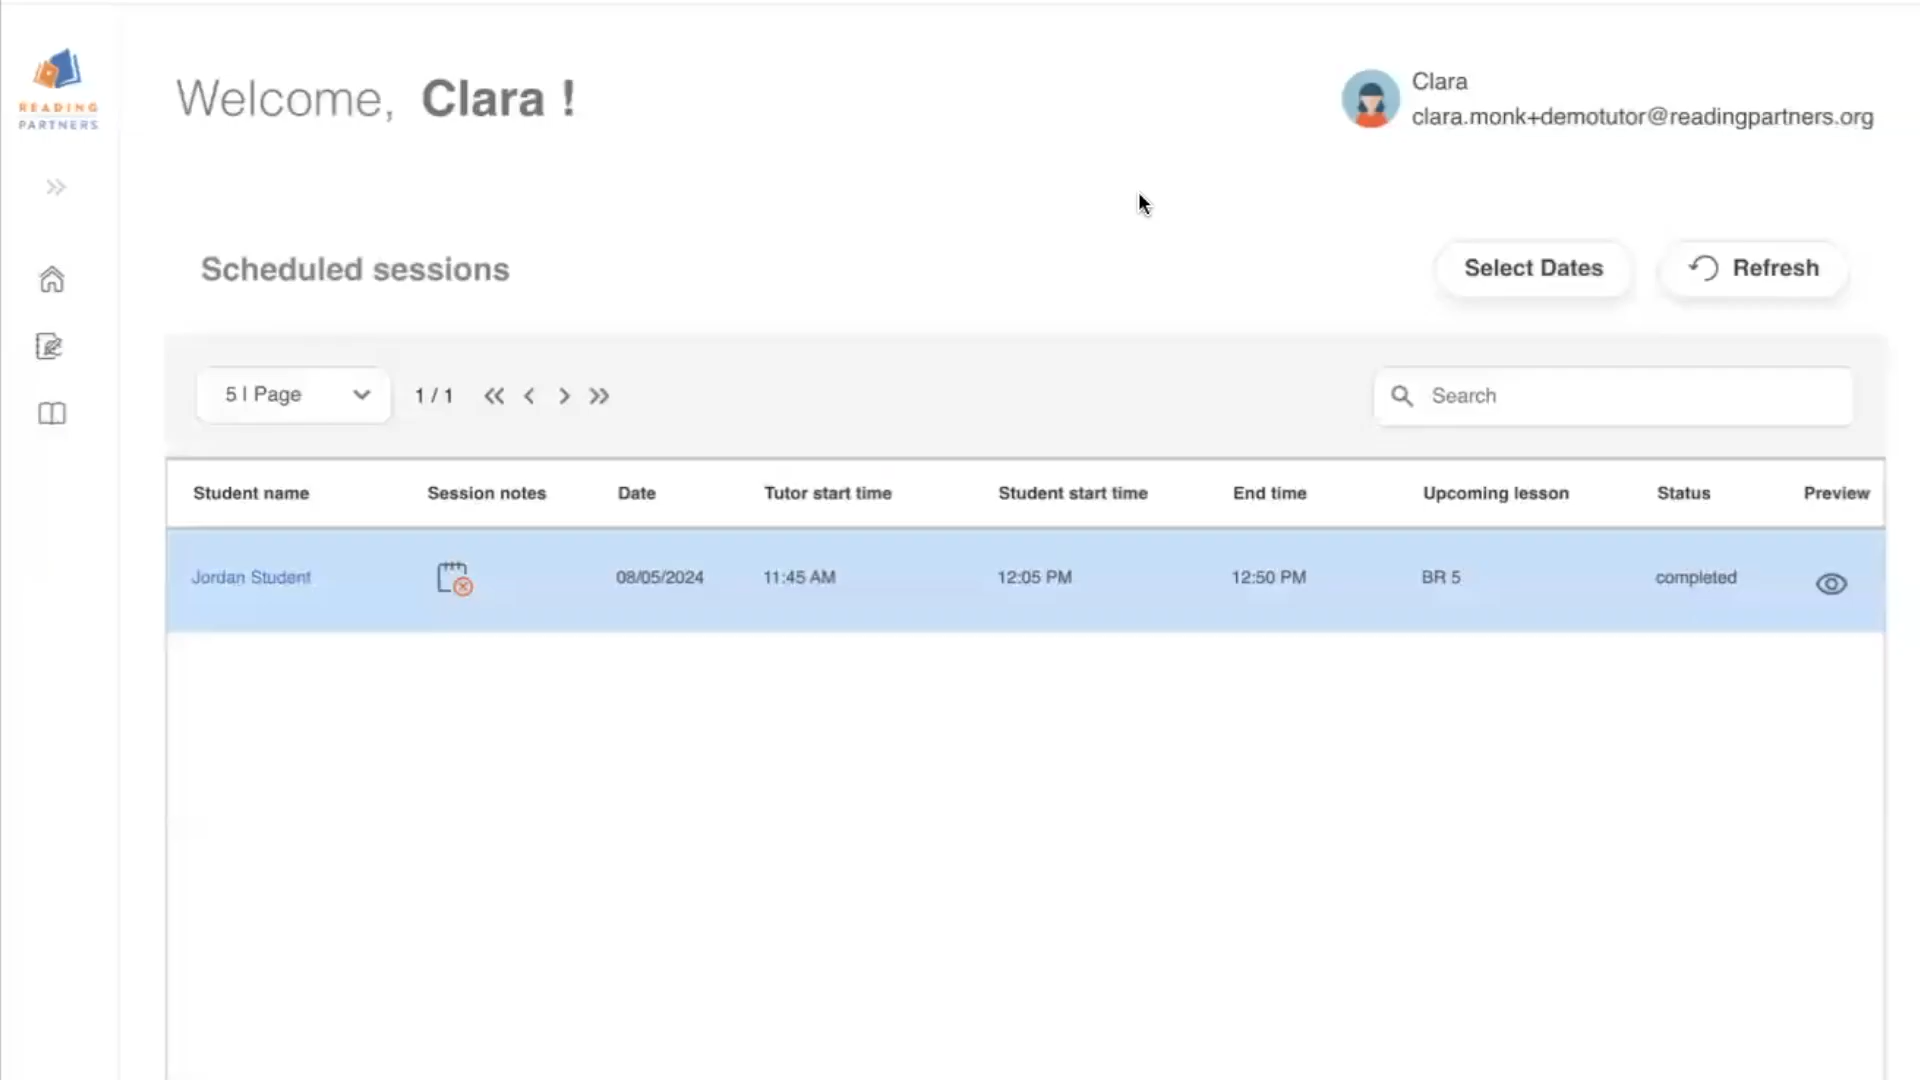 READING
PARTNERS
Welcome, Clara !
Clara
clara.monk+demotutor@readingpartners.org
Scheduled sessions
Select Dates
Refresh
5 | Page
1 / 1
Search
Student name Session notes Date Tutor start time Student start time End time Upcoming lesson Status Preview
Jordan Student 08/05/2024 11:45 AM 12:05 PM 12:50 PM BR 5 completed